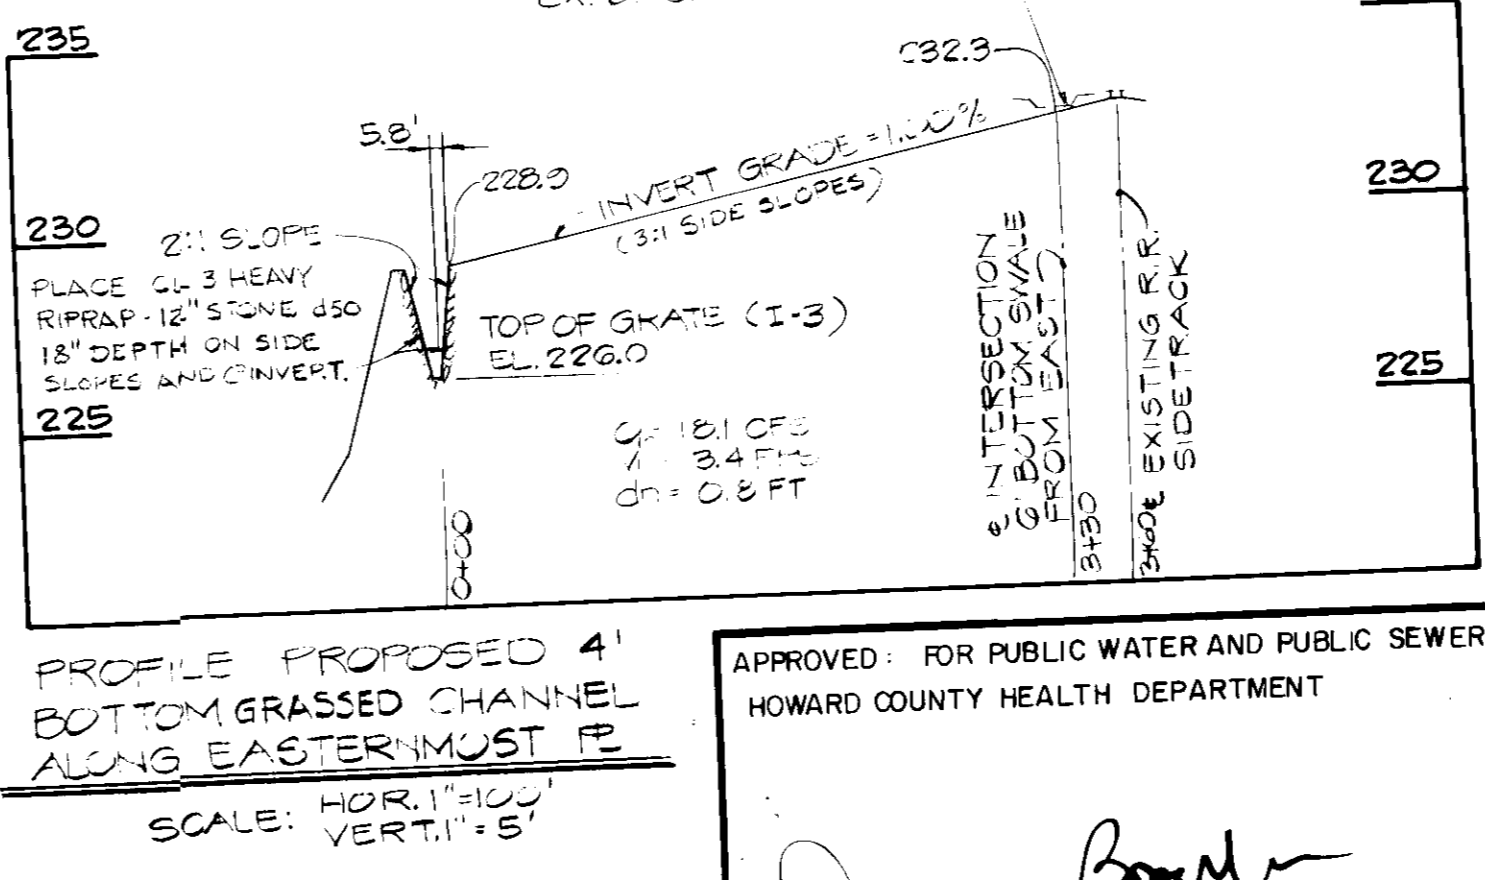 235
232.3
5.8'
228.9
INVERT GRADE = 1.00%
(3:1 SIDE SLOPES)
230
230
2:1 SLOPE
PLACE CL 3 HEAVY
RIPRAP - 12" STONE d50
18" DEPTH ON SIDE
SLOPES AND @ INVERT.
TOP OF GRATE (I-3)
EL. 226.0
225
225
Q = 18.1 CFS
V = 3.4 FPS
dn = 0.8 FT
℄ INTERSECTION
6' BOTTOM SWALE
FROM EAST
3+30
3+60 ℄ EXISTING R.R.
SIDETRACK
0+00
PROFILE PROPOSED 4'
BOTTOM GRASSED CHANNEL
ALONG EASTERNMOST ℙL
SCALE: HOR. 1"=100'
VERT. 1" = 5'
APPROVED: FOR PUBLIC WATER AND PUBLIC SEWER
HOWARD COUNTY HEALTH DEPARTMENT